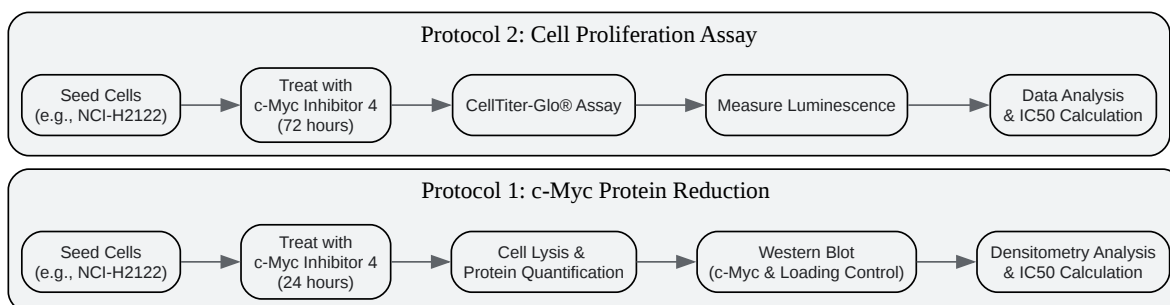 Protocol 2: Cell Proliferation Assay
Seed Cells
(e.g., NCI-H2122)
Treat with
c-Myc Inhibitor 4
(72 hours)
CellTiter-Glo® Assay
Measure Luminescence
Data Analysis
& IC50 Calculation
Protocol 1: c-Myc Protein Reduction
Seed Cells
(e.g., NCI-H2122)
Treat with
c-Myc Inhibitor 4
(24 hours)
Cell Lysis &
Protein Quantification
Western Blot
(c-Myc & Loading Control)
Densitometry Analysis
& IC50 Calculation